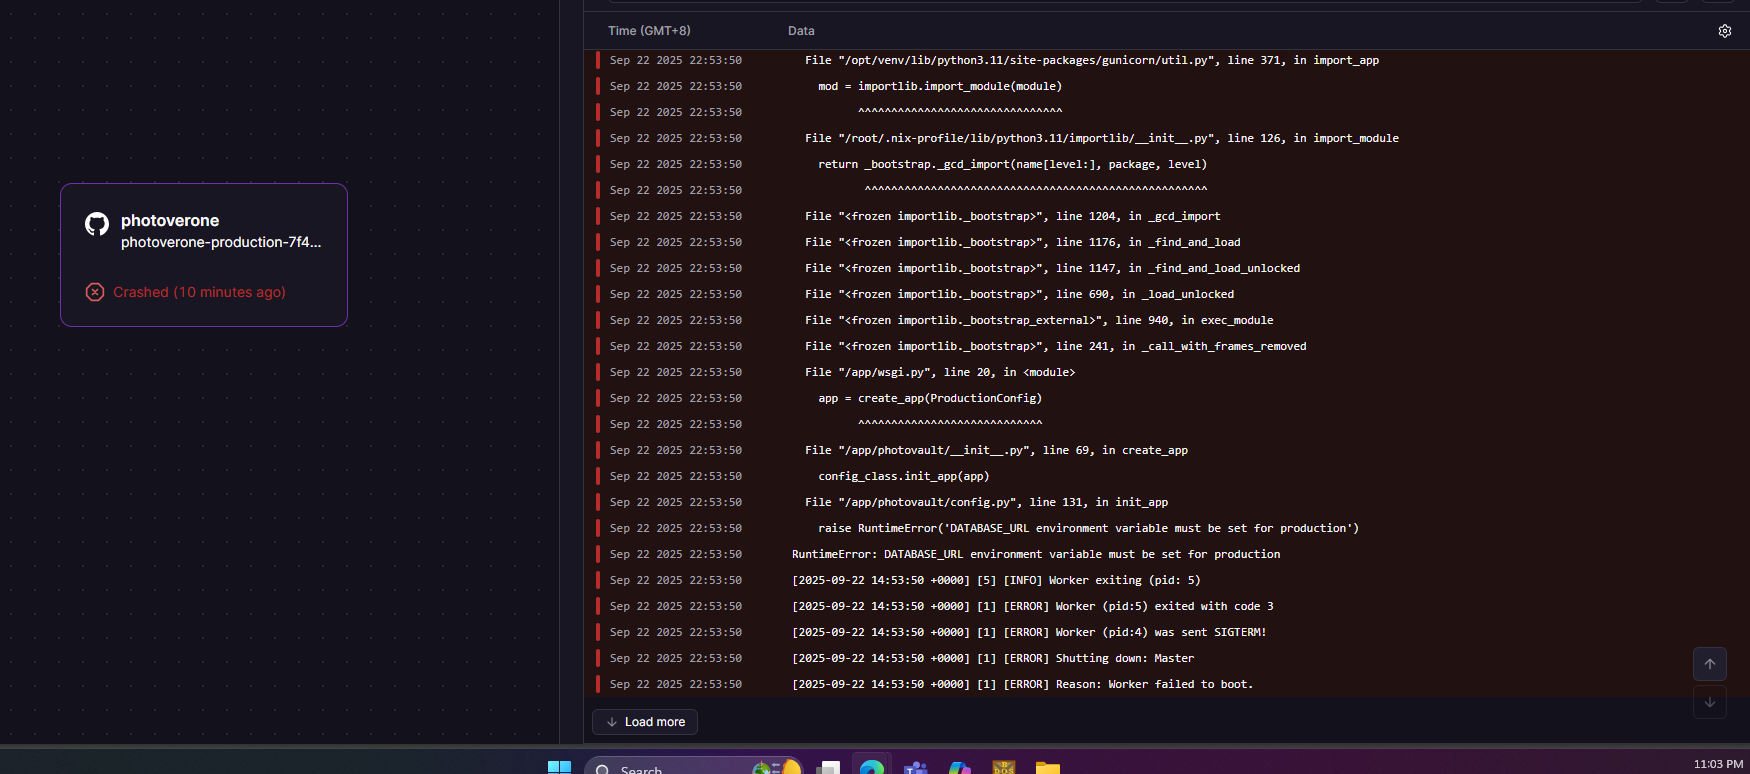 Time (GMT+8) Data
Sep 22 2025 22:53:50 File "/opt/venv/lib/python3.11/site-packages/gunicorn/util.py", line 371, in import_app
Sep 22 2025 22:53:50 mod = importlib.import_module(module)
Sep 22 2025 22:53:50 ^^^^^^^^^^^^^^^^^^^^^^^^^^^^^^^
Sep 22 2025 22:53:50 File "/root/.nix-profile/lib/python3.11/importlib/__init__.py", line 126, in import_module
Sep 22 2025 22:53:50 return _bootstrap._gcd_import(name[level:], package, level)
Sep 22 2025 22:53:50 ^^^^^^^^^^^^^^^^^^^^^^^^^^^^^^^^^^^^^^^^^^^^^^^^^^^^
Sep 22 2025 22:53:50 File "<frozen importlib._bootstrap>", line 1204, in _gcd_import
Sep 22 2025 22:53:50 File "<frozen importlib._bootstrap>", line 1176, in _find_and_load
Sep 22 2025 22:53:50 File "<frozen importlib._bootstrap>", line 1147, in _find_and_load_unlocked
Sep 22 2025 22:53:50 File "<frozen importlib._bootstrap>", line 690, in _load_unlocked
Sep 22 2025 22:53:50 File "<frozen importlib._bootstrap_external>", line 940, in exec_module
Sep 22 2025 22:53:50 File "<frozen importlib._bootstrap>", line 241, in _call_with_frames_removed
Sep 22 2025 22:53:50 File "/app/wsgi.py", line 20, in <module>
Sep 22 2025 22:53:50 app = create_app(ProductionConfig)
Sep 22 2025 22:53:50 ^^^^^^^^^^^^^^^^^^^^^^^^^^^^
Sep 22 2025 22:53:50 File "/app/photovault/__init__.py", line 69, in create_app
Sep 22 2025 22:53:50 config_class.init_app(app)
Sep 22 2025 22:53:50 File "/app/photovault/config.py", line 131, in init_app
Sep 22 2025 22:53:50 raise RuntimeError('DATABASE_URL environment variable must be set for production')
Sep 22 2025 22:53:50 RuntimeError: DATABASE_URL environment variable must be set for production
Sep 22 2025 22:53:50 [2025-09-22 14:53:50 +0000] [5] [INFO] Worker exiting (pid: 5)
Sep 22 2025 22:53:50 [2025-09-22 14:53:50 +0000] [1] [ERROR] Worker (pid:5) exited with code 3
Sep 22 2025 22:53:50 [2025-09-22 14:53:50 +0000] [1] [ERROR] Worker (pid:4) was sent SIGTERM!
Sep 22 2025 22:53:50 [2025-09-22 14:53:50 +0000] [1] [ERROR] Shutting down: Master
Sep 22 2025 22:53:50 [2025-09-22 14:53:50 +0000] [1] [ERROR] Reason: Worker failed to boot.
Load more
photoverone
photoverone-production-7f4...
Crashed (10 minutes ago)
Search
11:03 PM